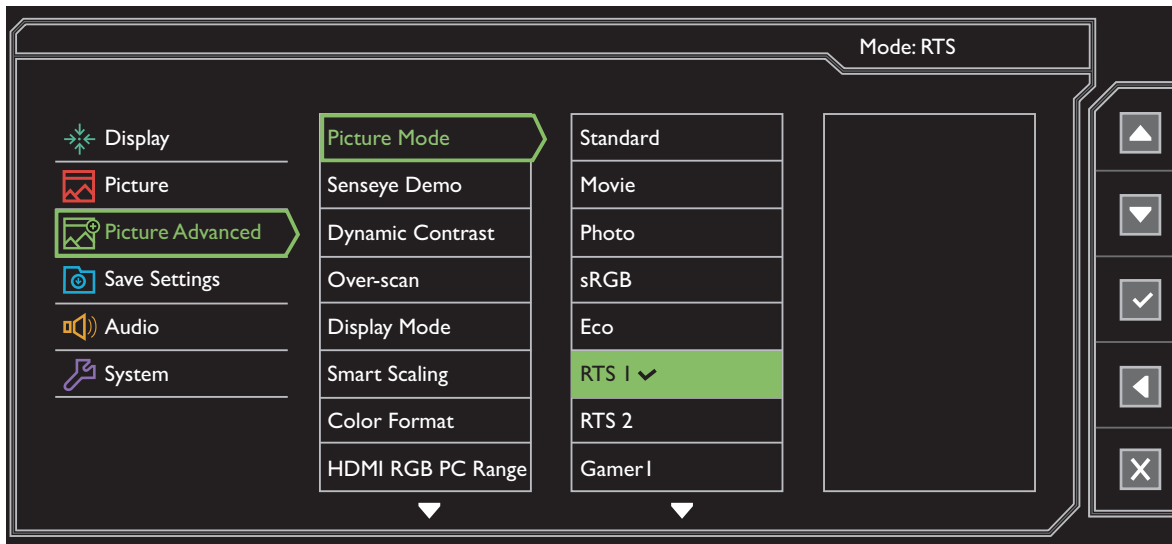 Mode: RTS
Display
Picture
Picture Advanced
Save Settings
Audio
System
Picture Mode
Senseye Demo
Dynamic Contrast
Over-scan
Display Mode
Smart Scaling
Color Format
HDMI RGB PC Range
Standard
Movie
Photo
sRGB
Eco
RTS 1
RTS 2
Gamer1